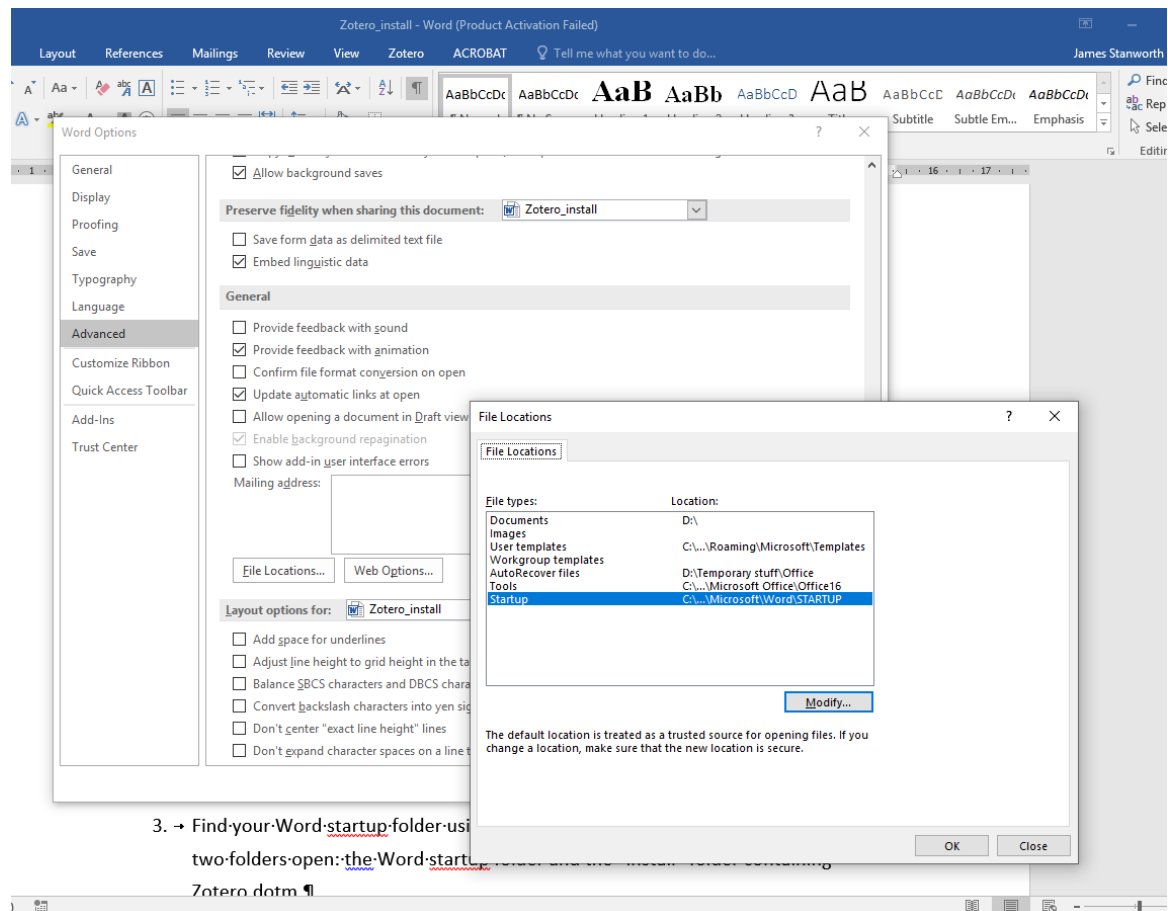 Zotero_install - Word (Product Activation Failed)
Layout References Mailings Review View Zotero ACROBAT Tell me what you want to do... James Stanworth
Aa AaBbCcDc AaBbCcDc AaB AaBb AaBbCcD AaB AaBbCcD AaBbCcDc AaBbCcDc Find
Subtitle Subtle Em... Emphasis Rep
Sele
Editin
Word Options ? ×
1 16 17
General
Display
Proofing
Save
Typography
Language
Advanced
Customize Ribbon
Quick Access Toolbar
Add-Ins
Trust Center
Allow background saves
Preserve fidelity when sharing this document: Zotero_install
Save form data as delimited text file
Embed linguistic data
General
Provide feedback with sound
Provide feedback with animation
Confirm file format conversion on open
Update automatic links at open
Allow opening a document in Draft view
Enable background repagination
Show add-in user interface errors
Mailing address:
File Locations... Web Options...
Layout options for: Zotero_install
Add space for underlines
Adjust line height to grid height in the ta
Balance SBCS characters and DBCS chara
Convert backslash characters into yen sig
Don't center "exact line height" lines
Don't expand character spaces on a line t
File Locations ? ×
File Locations
File types: Location:
Documents D:\
Images
User templates C:\...\Roaming\Microsoft\Templates
Workgroup templates
AutoRecover files D:\Temporary stuff\Office
Tools C:\...\Microsoft Office\Office16
Startup C:\...\Microsoft\Word\STARTUP
Modify...
The default location is treated as a trusted source for opening files. If you
change a location, make sure that the new location is secure.
OK Close
3. → Find·your·Word·startup·folder·usi
two·folders·open:·the·Word·startup·folder·and·the·"install"·folder·containing·
Zotero.dotm.¶